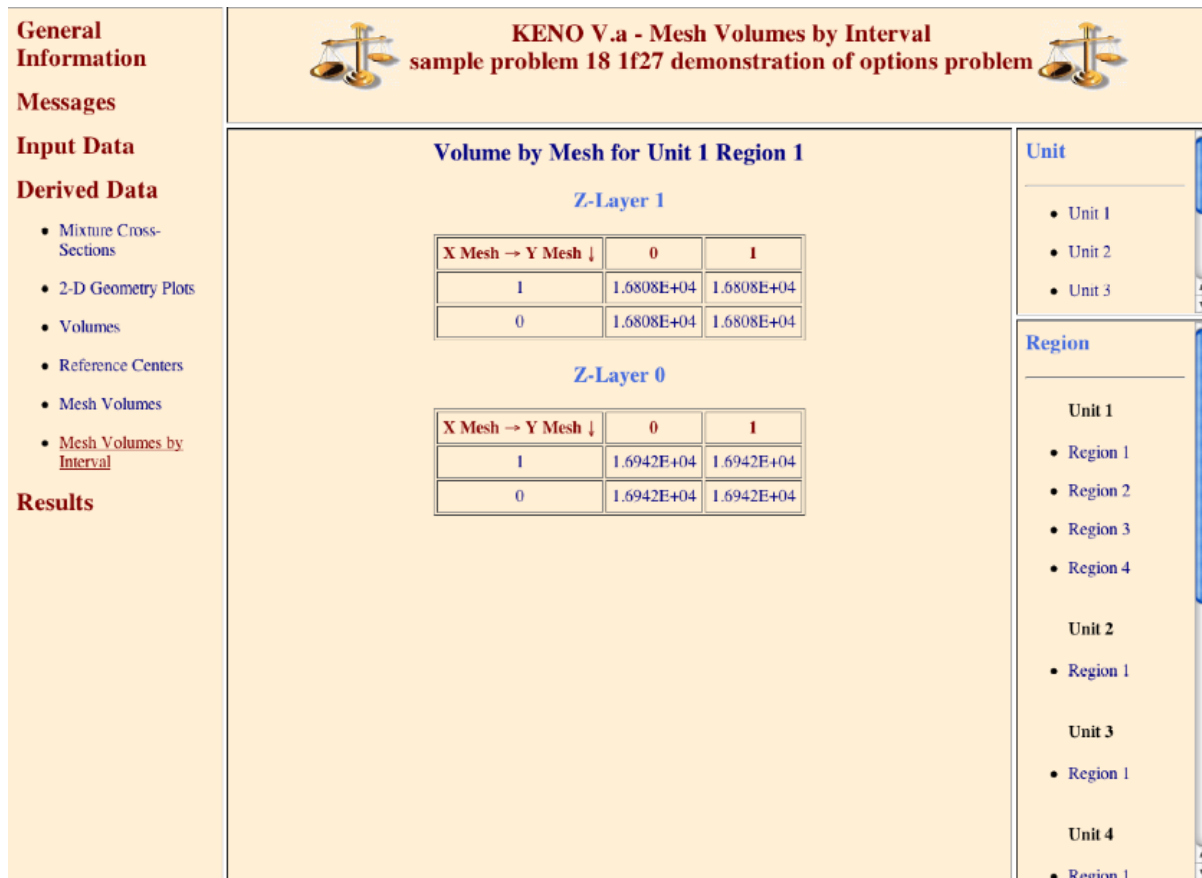 General
Information
Messages
Input Data
Derived Data
• Mixture Cross-
Sections
• 2-D Geometry Plots
• Volumes
• Reference Centers
• Mesh Volumes
• Mesh Volumes by
Interval
Results
KENO V.a - Mesh Volumes by Interval
sample problem 18 1f27 demonstration of options problem
Volume by Mesh for Unit 1 Region 1
Z-Layer 1
X Mesh → Y Mesh ↓ 0 1
1 1.6808E+04 1.6808E+04
0 1.6808E+04 1.6808E+04
Z-Layer 0
X Mesh → Y Mesh ↓ 0 1
1 1.6942E+04 1.6942E+04
0 1.6942E+04 1.6942E+04
Unit
• Unit 1
• Unit 2
• Unit 3
Region
Unit 1
• Region 1
• Region 2
• Region 3
• Region 4
Unit 2
• Region 1
Unit 3
• Region 1
Unit 4
• Region 1